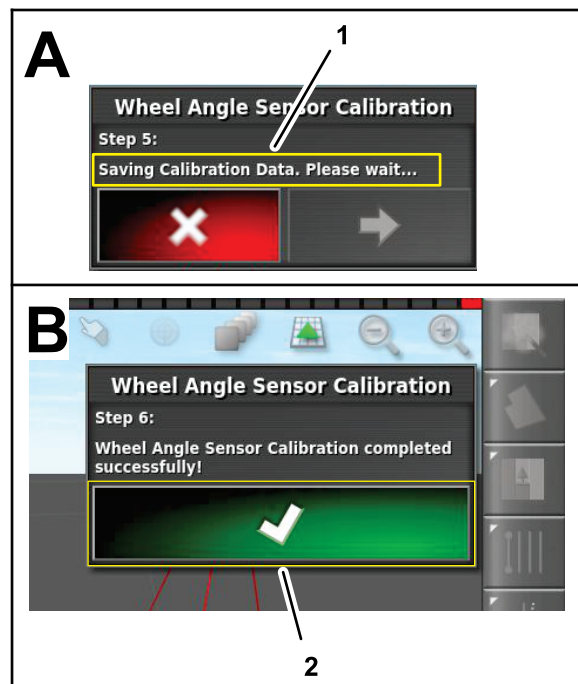 A
1
Wheel Angle Sensor Calibration
Step 5:
Saving Calibration Data. Please wait...
B
Wheel Angle Sensor Calibration
Step 6:
Wheel Angle Sensor Calibration completed
successfully!
2